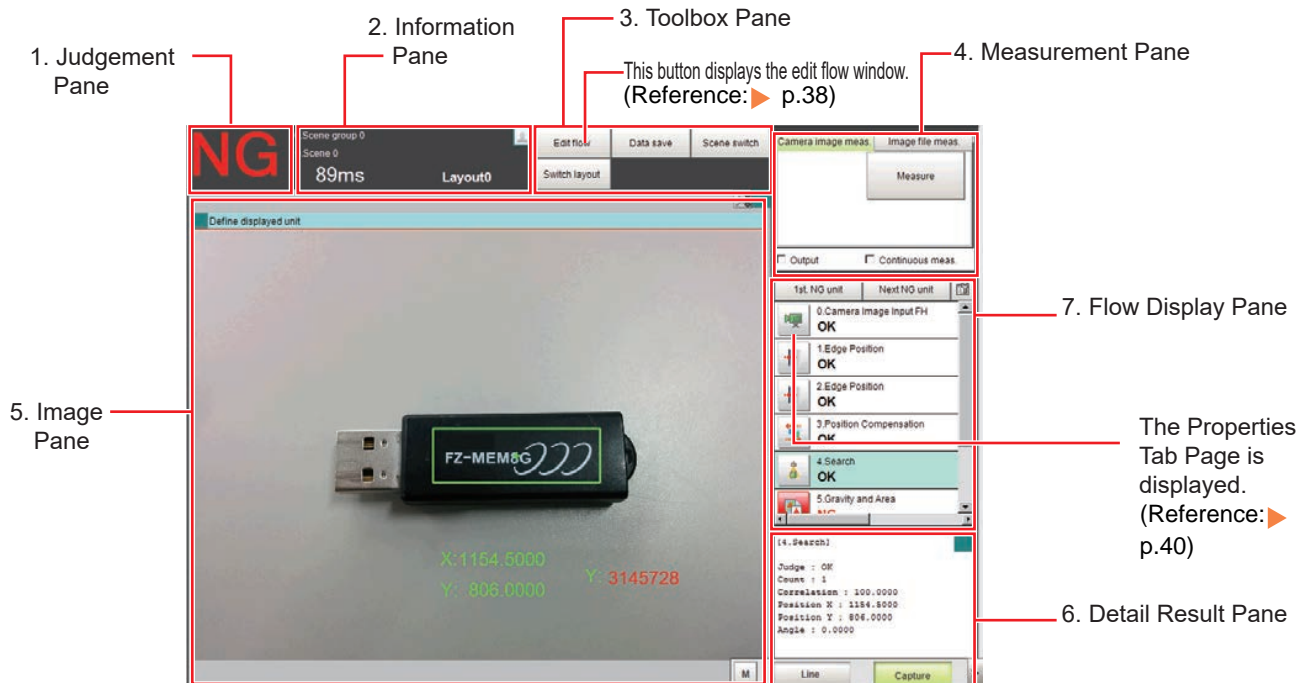 1. Judgement
Pane
2. Information
Pane
3. Toolbox Pane
This button displays the edit flow window.
(Reference: p.38)
4. Measurement Pane
NG
Scene group 0
Scene 0
89ms
Layout0
Edit flow
Data save
Scene switch
Switch layout
Camera image meas.
Image file meas.
Measure
Output
Continuous meas.
Define displayed unit
5. Image
Pane
FZ-MEM8G
X:1154.5000
Y: 806.0000
Y: 3145728
M
1st. NG unit
Next NG unit
0.Camera Image Input FH
OK
1.Edge Position
OK
2.Edge Position
OK
3.Position Compensation
OK
4.Search
OK
5.Gravity and Area
NG
7. Flow Display Pane
The Properties
Tab Page is
displayed.
(Reference:
p.40)
[4.Search]
Judge : OK
Count : 1
Correlation : 100.0000
Position X : 1154.5000
Position Y : 806.0000
Angle : 0.0000
Line
Capture
6. Detail Result Pane